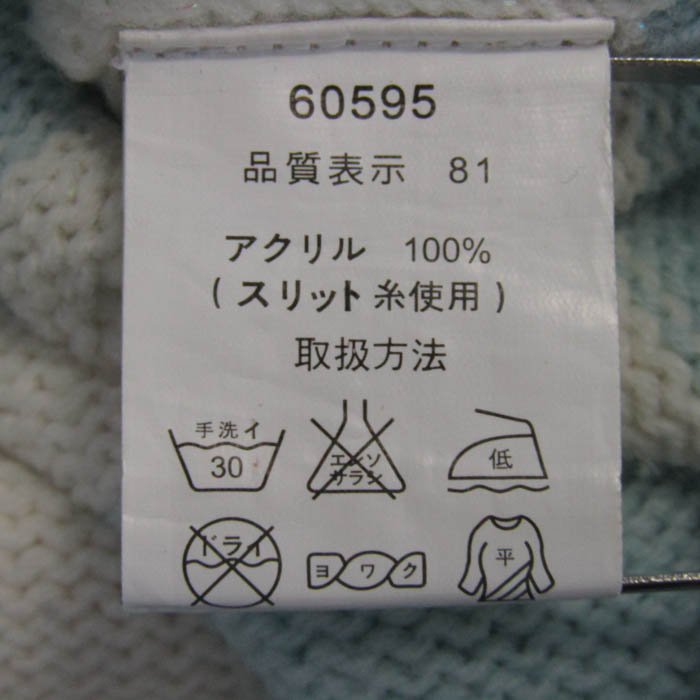 60595
品質表示 81
アクリル 100%
(スリット糸使用)
取扱方法
手洗イ
30
エンソ
サラシ
低
ドライ
ヨワク
平